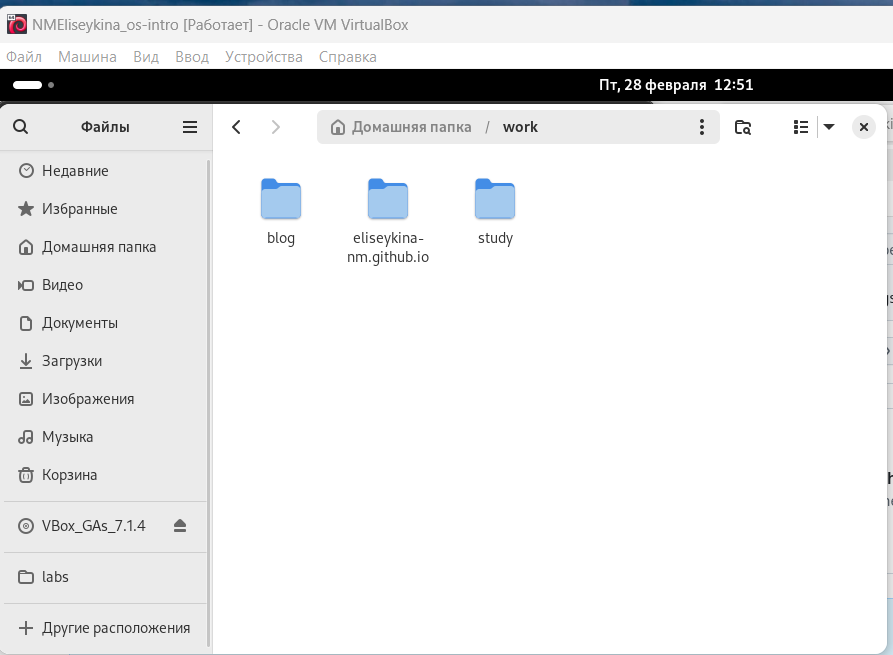 NMEliseykina_os-intro [Работает] - Oracle VM VirtualBox
Файл Машина Вид Ввод Устройства Справка
Пт, 28 февраля 12:51
Файлы
Домашняя папка / work
Недавние
Избранные
Домашняя папка
Видео
Документы
Загрузки
Изображения
Музыка
Корзина
VBox_GAs_7.1.4
labs
Другие расположения
blog
eliseykina-
nm.github.io
study